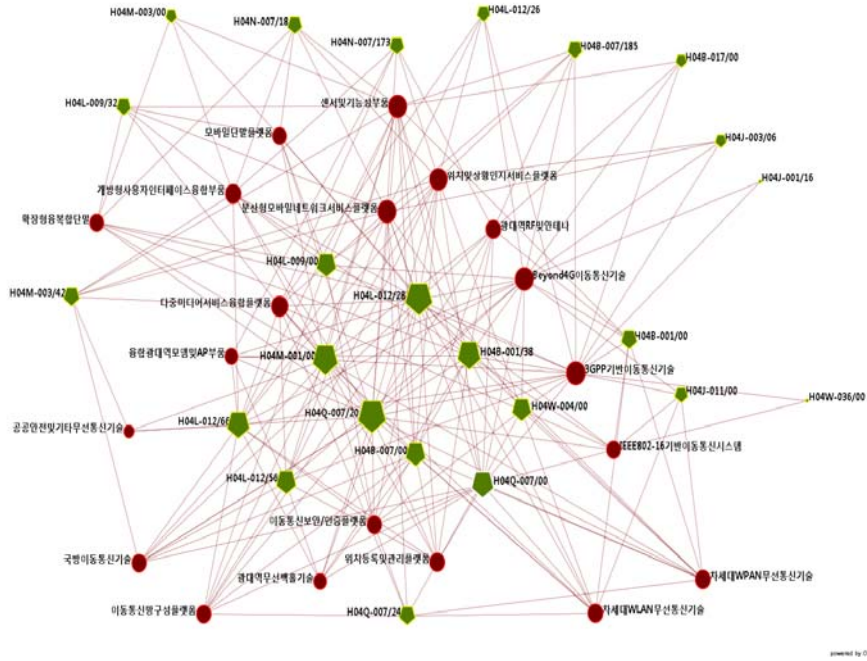 H04M-003/00
H04N-007/18
H04N-007/173
H04L-012/26
H04B-007/185
H04B-017/00
H04L-009/32
센서및기능성부품
모바일단말플랫폼
H04J-003/06
위치및상황인지서비스플랫폼
H04J-001/16
개방형사용자인터페이스융합부품
분산형모바일네트워크서비스플랫폼
확장형융복합단말
광대역RF및안테나
H04L-009/00
Beyond4G이동통신기술
H04M-003/42
H04L-012/28
다중미디어서비스융합플랫폼
H04B-001/00
융합광대역모뎀및AP부품
H04M-001/00
H04B-001/38
3GPP기반이동통신기술
H04J-011/00
H04W-036/00
H04Q-007/20
H04W-004/00
H04L-012/66
공공안전및기타무선통신기술
H04B-007/00
IEEE802-16기반이동통신시스템
H04L-012/56
H04Q-007/00
이동통신보안/인증플랫폼
국방이동통신기술
위치등록및관리플랫폼
광대역무선백홀기술
차세대WPAN무선통신기술
이동통신망구성플랫폼
H04Q-007/24
차세대WLAN무선통신기술
powered by